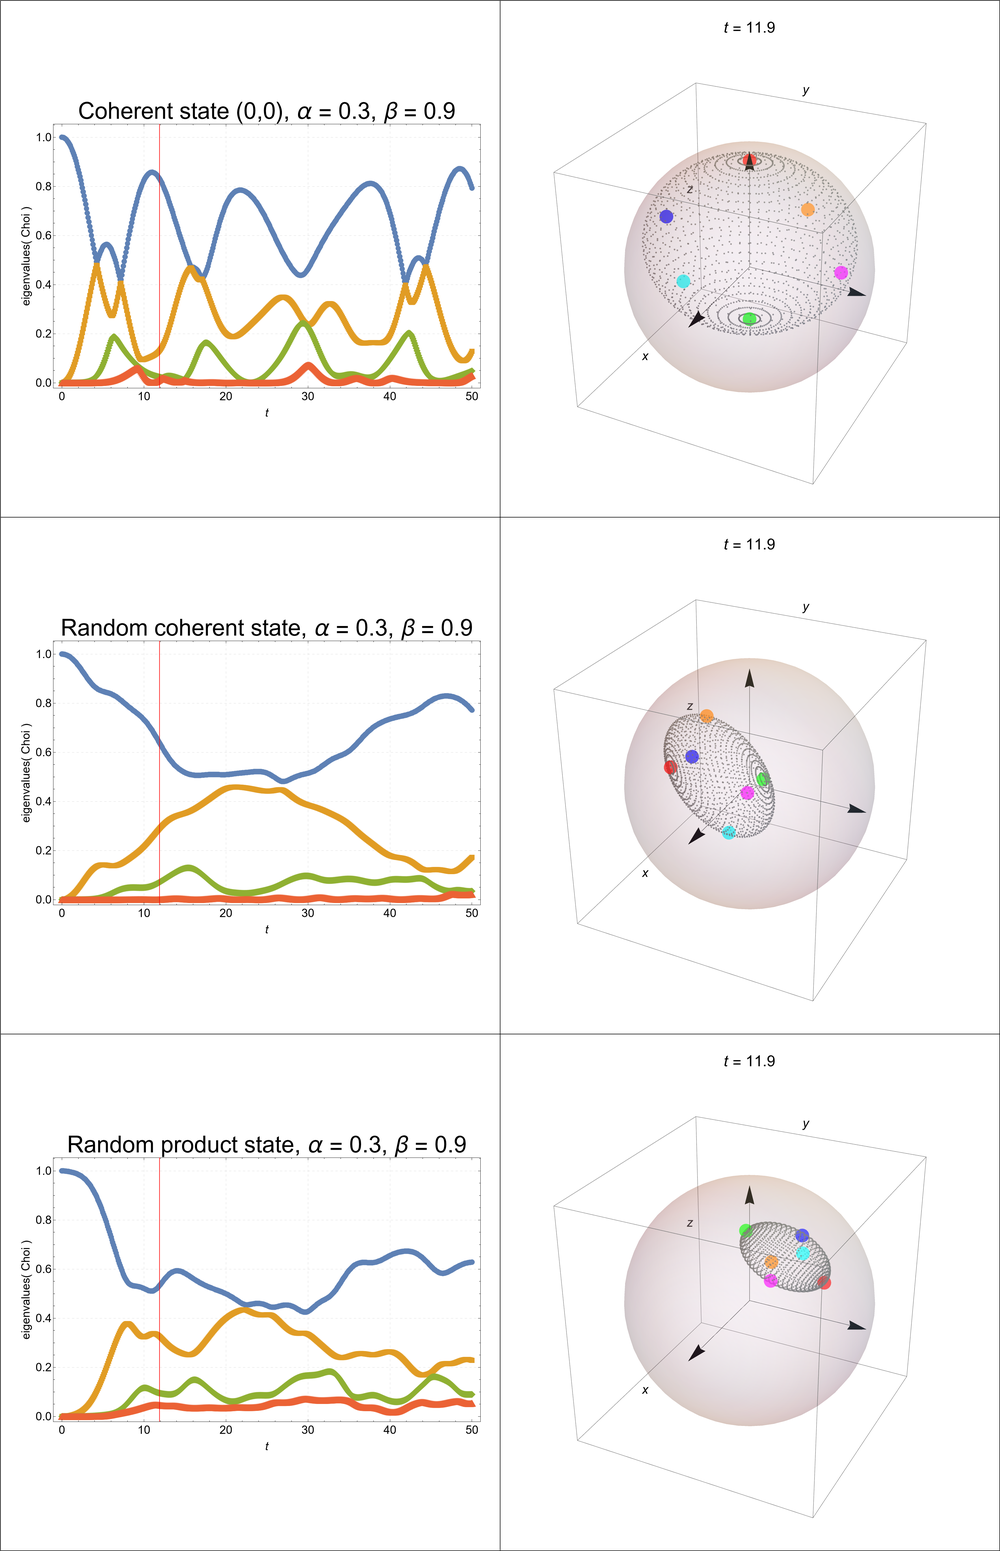 t = 11.9
Coherent state (0,0), α = 0.3, β = 0.9
eigenvalues( Choi )
1.0
0.8
0.6
0.4
0.2
0.0
0 10 20 30 40 50
t
y
z
x
t = 11.9
Random coherent state, α = 0.3, β = 0.9
eigenvalues( Choi )
1.0
0.8
0.6
0.4
0.2
0.0
0 10 20 30 40 50
t
y
z
x
t = 11.9
Random product state, α = 0.3, β = 0.9
eigenvalues( Choi )
1.0
0.8
0.6
0.4
0.2
0.0
0 10 20 30 40 50
t
y
z
x